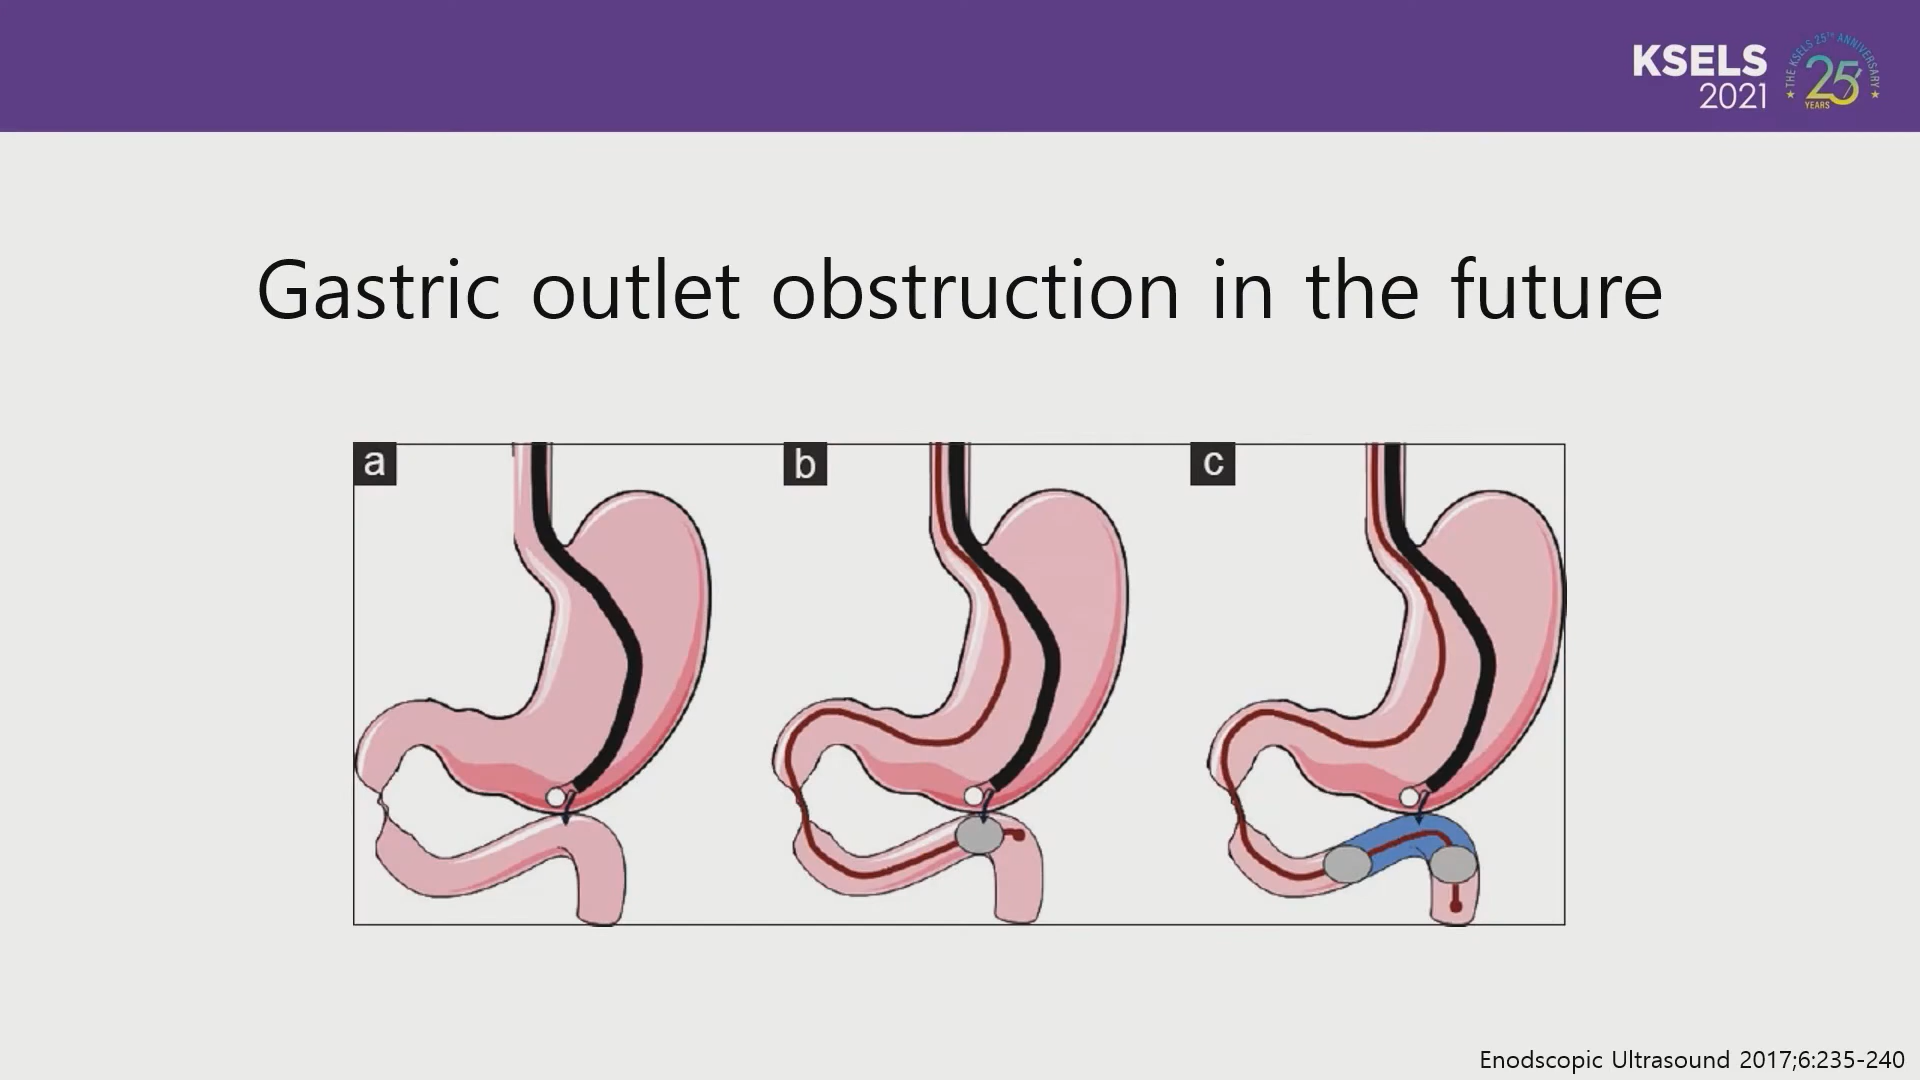 KSELS
2021
THE KSELS 25TH ANNIVERSARY
25
YEARS
Gastric outlet obstruction in the future
a
b
c
Enodscopic Ultrasound 2017;6:235-240